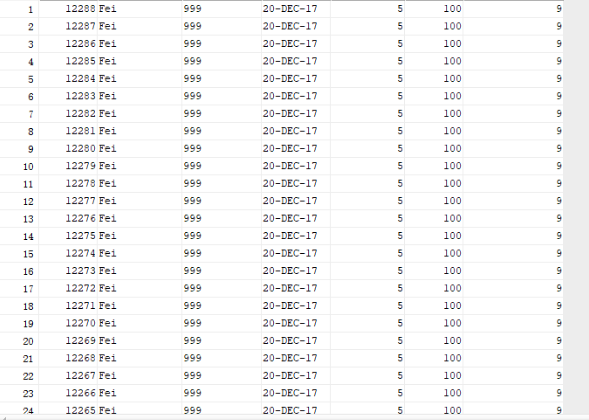 1 12288 Fei 999 20-DEC-17 5 100 9
2 12287 Fei 999 20-DEC-17 5 100 9
3 12286 Fei 999 20-DEC-17 5 100 9
4 12285 Fei 999 20-DEC-17 5 100 9
5 12284 Fei 999 20-DEC-17 5 100 9
6 12283 Fei 999 20-DEC-17 5 100 9
7 12282 Fei 999 20-DEC-17 5 100 9
8 12281 Fei 999 20-DEC-17 5 100 9
9 12280 Fei 999 20-DEC-17 5 100 9
10 12279 Fei 999 20-DEC-17 5 100 9
11 12278 Fei 999 20-DEC-17 5 100 9
12 12277 Fei 999 20-DEC-17 5 100 9
13 12276 Fei 999 20-DEC-17 5 100 9
14 12275 Fei 999 20-DEC-17 5 100 9
15 12274 Fei 999 20-DEC-17 5 100 9
16 12273 Fei 999 20-DEC-17 5 100 9
17 12272 Fei 999 20-DEC-17 5 100 9
18 12271 Fei 999 20-DEC-17 5 100 9
19 12270 Fei 999 20-DEC-17 5 100 9
20 12269 Fei 999 20-DEC-17 5 100 9
21 12268 Fei 999 20-DEC-17 5 100 9
22 12267 Fei 999 20-DEC-17 5 100 9
23 12266 Fei 999 20-DEC-17 5 100 9
24 12265 Fei 999 20-DEC-17 5 100 9